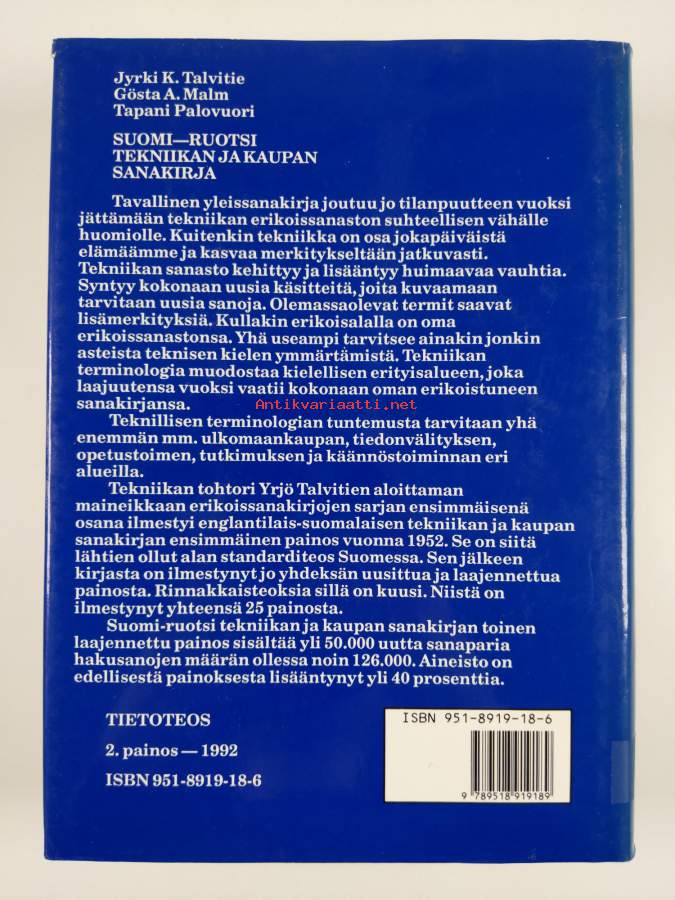 Jyrki K. Talvitie
Gösta A. Malm
Tapani Palovuori
SUOMI—RUOTSI
TEKNIIKAN JA KAUPAN
SANAKIRJA
Tavallinen yleissanakirja joutuu jo tilanpuutteen vuoksi
jättämään tekniikan erikoissanaston suhteellisen vähälle
huomiolle. Kuitenkin tekniikka on osa jokapäiväistä
elämäämme ja kasvaa merkitykseltään jatkuvasti.
Tekniikan sanasto kehittyy ja lisääntyy huimaavaa vauhtia.
Syntyy kokonaan uusia käsitteitä, joita kuvaamaan
tarvitaan uusia sanoja. Olemassaolevat termit saavat
lisämerkityksiä. Kullakin erikoisalalla on oma
erikoissanastonsa. Yhä useampi tarvitsee ainakin jonkin
asteista teknisen kielen ymmärtämistä. Tekniikan
terminologia muodostaa kielellisen erityisalueen, joka
laajuutensa vuoksi vaatii kokonaan oman erikoistuneen
sanakirjansa.
Antikvariaatti.net
Teknillisen terminologian tuntemusta tarvitaan yhä
enemmän mm. ulkomaankaupan, tiedonvälityksen,
opetustoimen, tutkimuksen ja käännöstoiminnan eri
alueilla.
Tekniikan tohtori Yrjö Talvitien aloittaman
maineikkaan erikoissanakirjojen sarjan ensimmäisenä
osana ilmestyi englantilais-suomalaisen tekniikan ja kaupan
sanakirjan ensimmäinen painos vuonna 1952. Se on siitä
lähtien ollut alan standarditeos Suomessa. Sen jälkeen
kirjasta on ilmestynyt jo yhdeksän uusittua ja laajennettua
painosta. Rinnakkaisteoksia sillä on kuusi. Niistä on
ilmestynyt yhteensä 25 painosta.
Suomi-ruotsi tekniikan ja kaupan sanakirjan toinen
laajennettu painos sisältää yli 50.000 uutta sanaparia
hakusanojen määrän ollessa noin 126.000. Aineisto on
edellisestä painoksesta lisääntynyt yli 40 prosenttia.
TIETOTEOS
2. painos — 1992
ISBN 951-8919-18-6
ISBN 951-8919-18-6
9 789518 919189